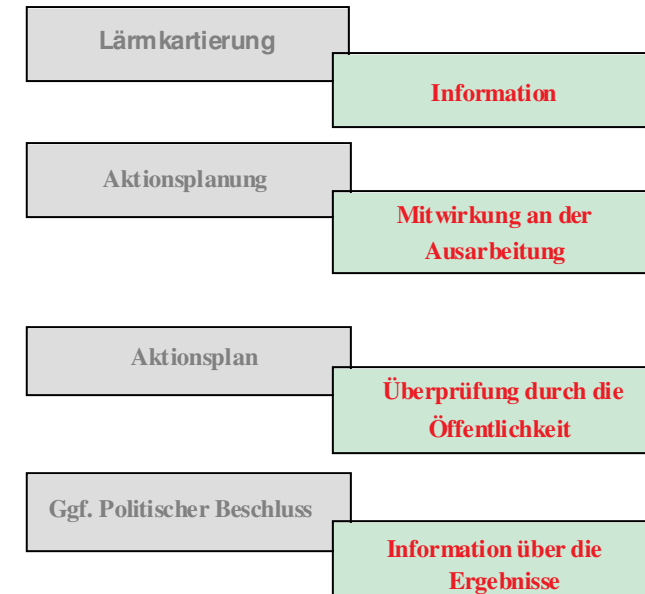 Lärmkartierung
Information
Aktionsplanung
Mitwirkung an der
Ausarbeitung
Aktionsplan
Überprüfung durch die
Öffentlichkeit
Ggf. Politischer Beschluss
Information über die
Ergebnisse